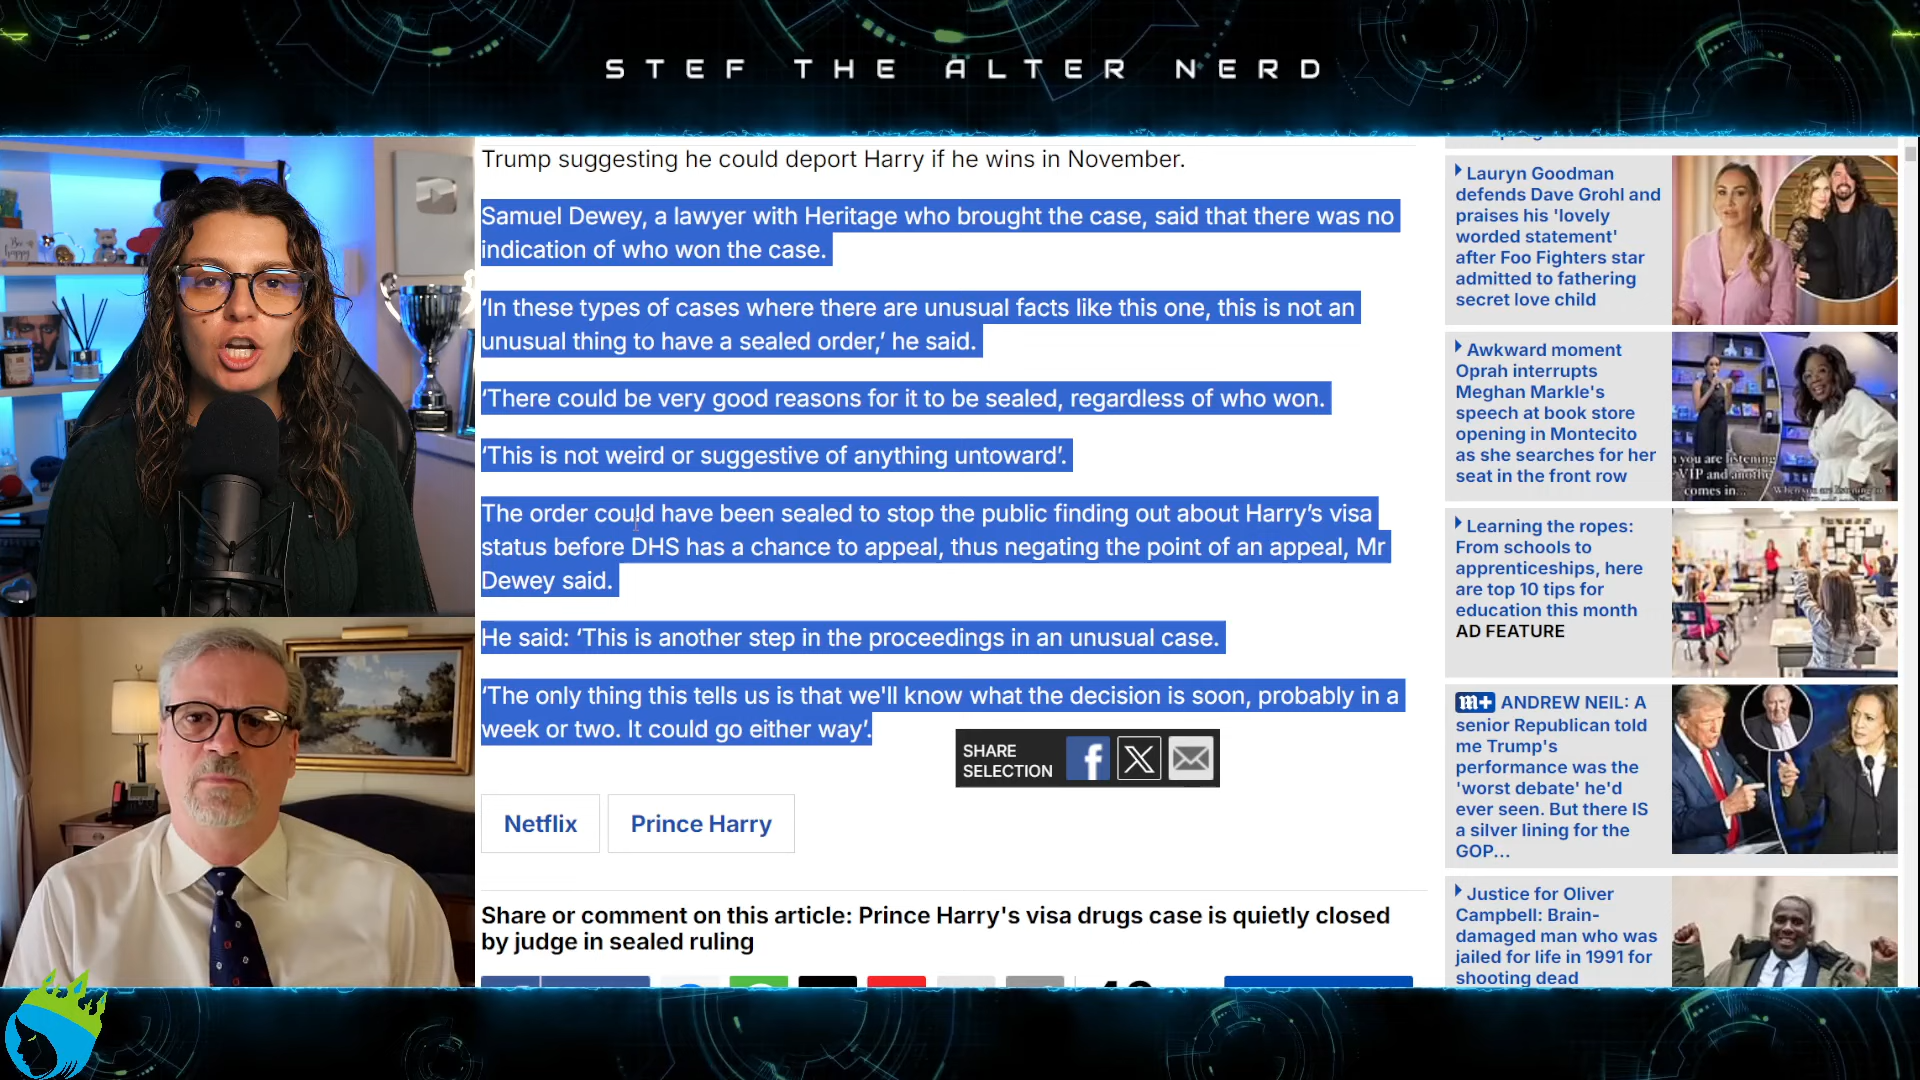 STEF THE ALTER NERD
Trump suggesting he could deport Harry if he wins in November.
Samuel Dewey, a lawyer with Heritage who brought the case, said that there was no
indication of who won the case.
‘In these types of cases where there are unusual facts like this one, this is not an
unusual thing to have a sealed order,’ he said.
‘There could be very good reasons for it to be sealed, regardless of who won.
‘This is not weird or suggestive of anything untoward’.
The order could have been sealed to stop the public finding out about Harry’s visa
status before DHS has a chance to appeal, thus negating the point of an appeal, Mr
Dewey said.
He said: ‘This is another step in the proceedings in an unusual case.
‘The only thing this tells us is that we'll know what the decision is soon, probably in a
week or two. It could go either way’.
SHARE
SELECTION
Netflix
Prince Harry
Share or comment on this article: Prince Harry's visa drugs case is quietly closed
by judge in sealed ruling
Lauryn Goodman
defends Dave Grohl and
praises his 'lovely
worded statement'
after Foo Fighters star
admitted to fathering
secret love child
Awkward moment
Oprah interrupts
Meghan Markle's
speech at book store
opening in Montecito
as she searches for her
seat in the front row
you are listening
VIP and another
comes in...
Learning the ropes:
From schools to
apprenticeships, here
are top 10 tips for
education this month
AD FEATURE
m+ ANDREW NEIL: A
senior Republican told
me Trump's
performance was the
'worst debate' he'd
ever seen. But there IS
a silver lining for the
GOP...
Justice for Oliver
Campbell: Brain-
damaged man who was
jailed for life in 1991 for
shooting dead